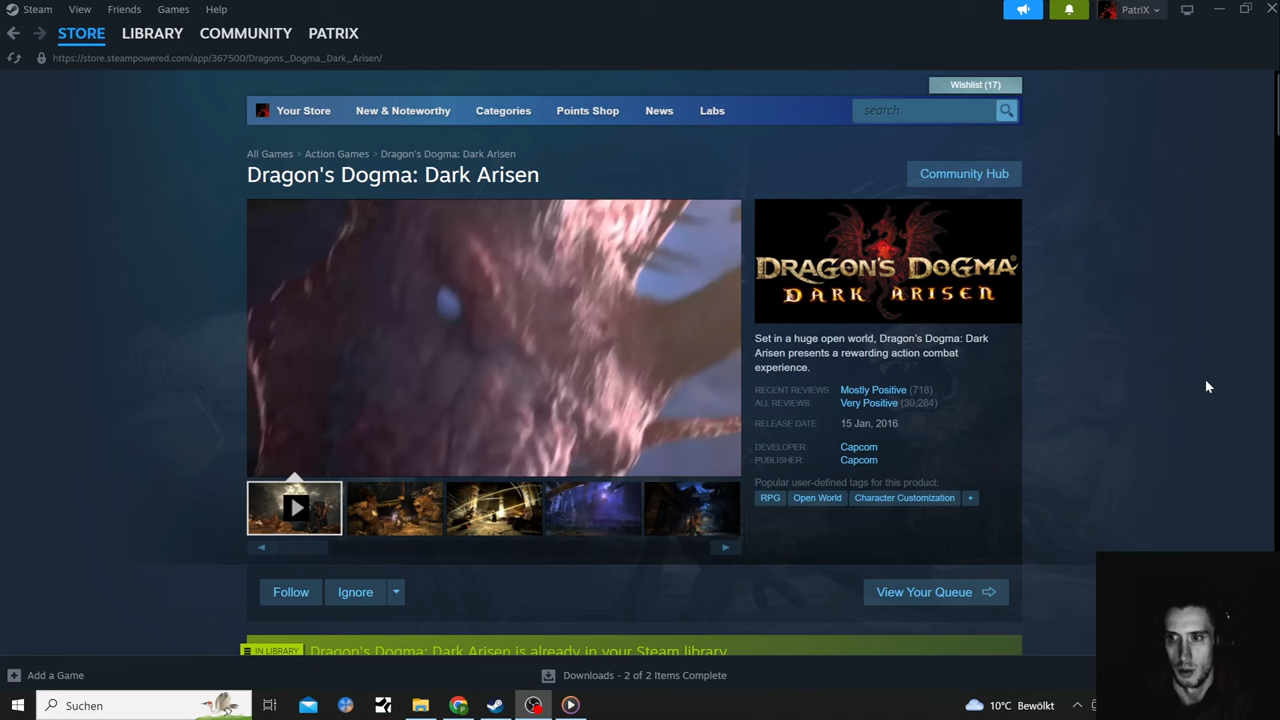 Steam View Friends Games Help
PatriX
STORE LIBRARY COMMUNITY PATRIX
https://store.steampowered.com/app/367500/Dragons_Dogma_Dark_Arisen/
Wishlist (17)
Your Store New & Noteworthy Categories Points Shop News Labs
search
All Games > Action Games > Dragon's Dogma: Dark Arisen
Dragon's Dogma: Dark Arisen
Community Hub
DRAGON'S DOGMA
DARK ARISEN
Set in a huge open world, Dragon's Dogma: Dark
Arisen presents a rewarding action combat
experience.
RECENT REVIEWS: Mostly Positive (718)
ALL REVIEWS: Very Positive (30,284)
RELEASE DATE: 15 Jan, 2016
DEVELOPER: Capcom
PUBLISHER: Capcom
Popular user-defined tags for this product:
RPG Open World Character Customization +
Follow Ignore
View Your Queue
IN LIBRARY
Dragon's Dogma: Dark Arisen is already in your Steam library
Add a Game
Downloads - 2 of 2 Items Complete
Suchen
10°C Bewölkt